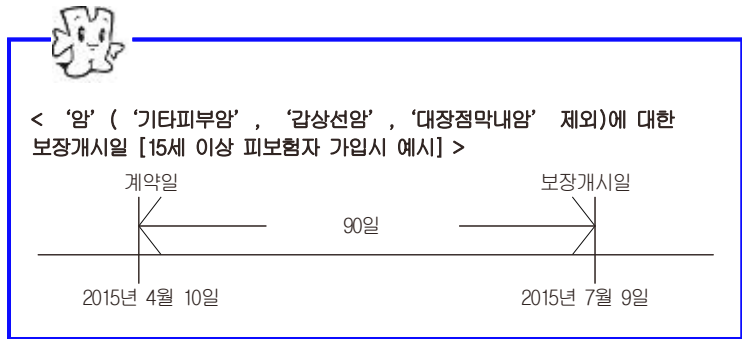 < ‘암’ ( ‘기타피부암’ , ‘갑상선암’ , ‘대장점막내암’ 제외)에 대한
보장개시일 [15세 이상 피보험자 가입시 예시] >
계약일 보장개시일
90일
2015년 4월 10일 2015년 7월 9일